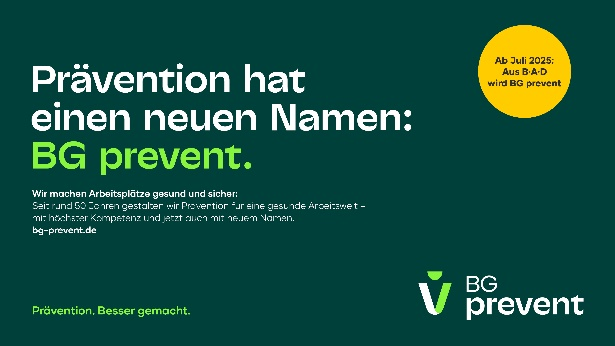 Prävention hat
einen neuen Namen:
BG prevent.
Ab Juli 2025:
Aus B·A·D
wird BG prevent
Wir machen Arbeitsplätze gesund und sicher:
Seit rund 50 Jahren gestalten wir Prävention für eine gesunde Arbeitswelt –
mit höchster Kompetenz und jetzt auch mit neuem Namen.
bg-prevent.de
Prävention. Besser gemacht.
BG
prevent